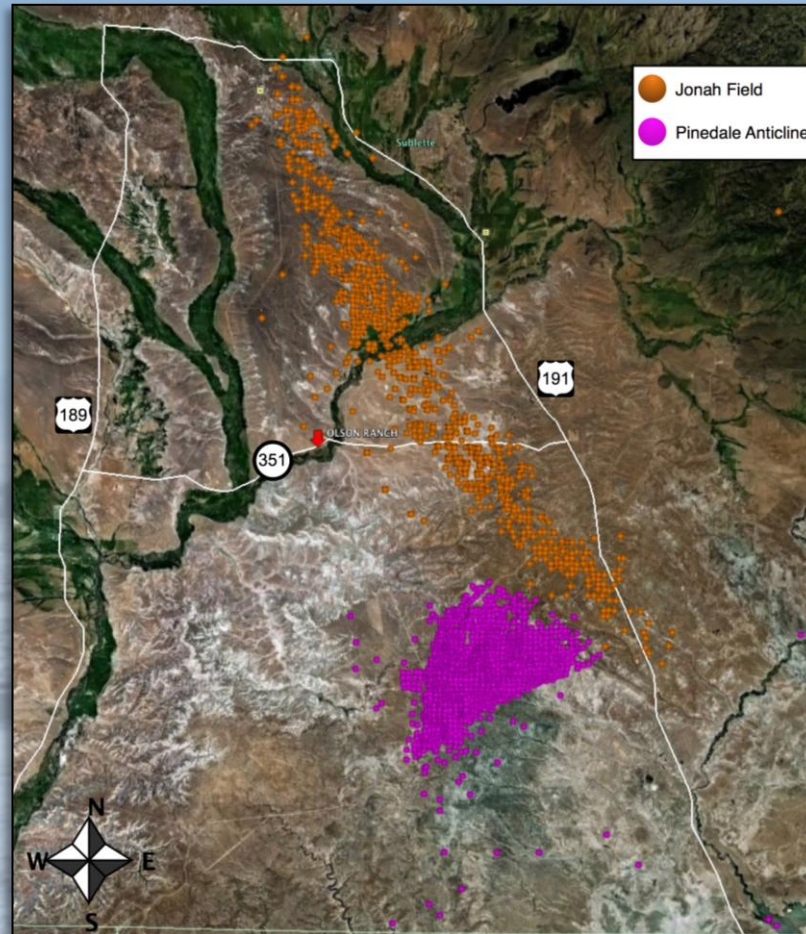 Jonah Field
Pinedale Anticline
Sublette
191
189
OLSON RANCH
351
N
W
E
S